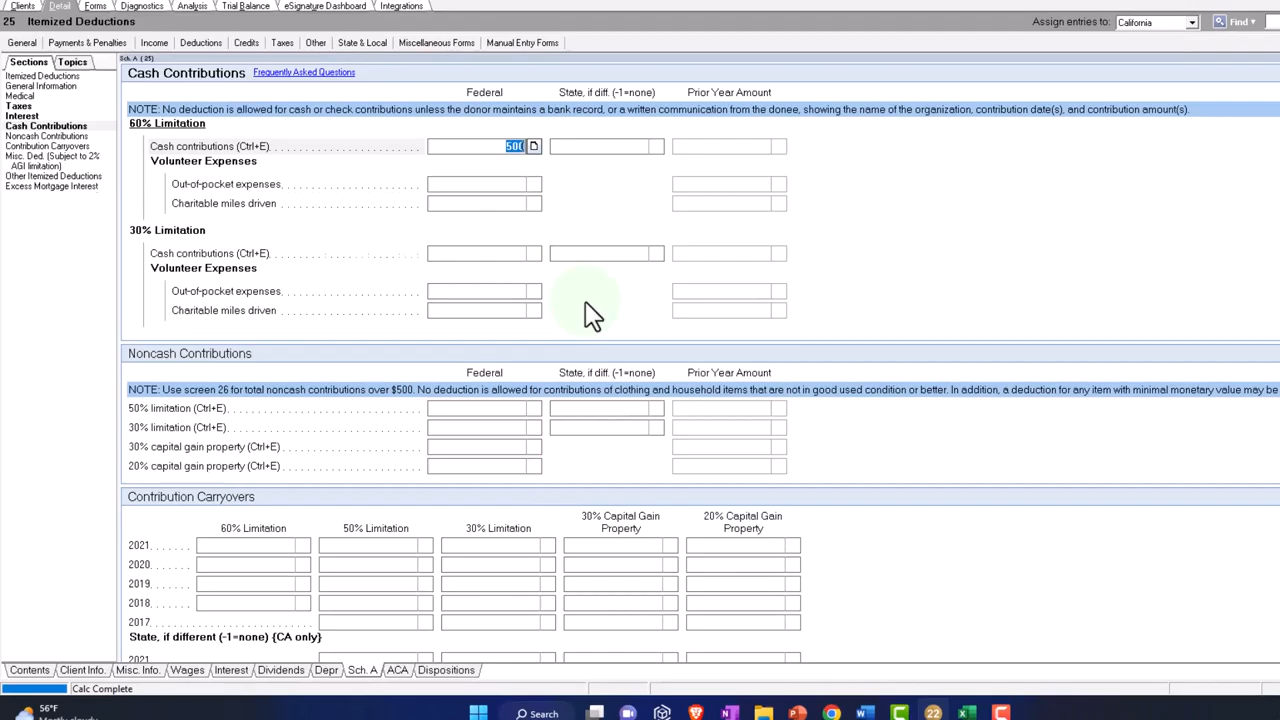 Clients Detail Forms Diagnostics Analysis Trial Balance eSignature Dashboard Integrations
25 Itemized Deductions Assign entries to: California Find
General Payments & Penalties Income Deductions Credits Taxes Other State & Local Miscellaneous Forms Manual Entry Forms
Sections Topics
Itemized Deductions
General Information
Medical
Taxes
Interest
Cash Contributions
Noncash Contributions
Contribution Carryovers
Misc. Ded. (Subject to 2%
AGI limitation)
Other Itemized Deductions
Excess Mortgage Interest
Sch. A (25)
Cash Contributions Frequently Asked Questions
Federal State, if diff. (-1=none) Prior Year Amount
NOTE: No deduction is allowed for cash or check contributions unless the donor maintains a bank record, or a written communication from the donee, showing the name of the organization, contribution date(s), and contribution amount(s).
60% Limitation
Cash contributions (Ctrl+E) 500
Volunteer Expenses
Out-of-pocket expenses
Charitable miles driven
30% Limitation
Cash contributions (Ctrl+E)
Volunteer Expenses
Out-of-pocket expenses
Charitable miles driven
Noncash Contributions
Federal State, if diff. (-1=none) Prior Year Amount
NOTE: Use screen 26 for total noncash contributions over $500. No deduction is allowed for contributions of clothing and household items that are not in good used condition or better. In addition, a deduction for any item with minimal monetary value may be
50% limitation (Ctrl+E)
30% limitation (Ctrl+E)
30% capital gain property (Ctrl+E)
20% capital gain property (Ctrl+E)
Contribution Carryovers
60% Limitation 50% Limitation 30% Limitation 30% Capital Gain Property 20% Capital Gain Property
2021
2020
2019
2018
2017
State, if different (-1=none) {CA only}
2021
Contents Client Info. Misc. Info. Wages Interest Dividends Depr Sch. A ACA Dispositions
Calc Complete
56°F
Mostly cloudy
Search
22